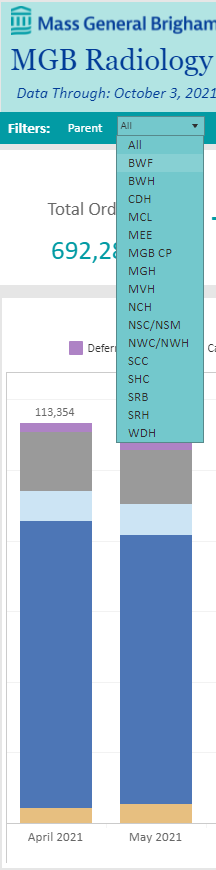 Mass General Brigham
MGB Radiology
Data Through: October 3, 2021
Filters: Parent All
All
BWF
BWH
CDH
MCL
MEE
MGB CP
MGH
MVH
NCH
NSC/NSM
NWC/NWH
SCC
SHC
SRB
SRH
WDH
Total Ord
692,28
Deferr
Ca
113,354
April 2021 May 2021